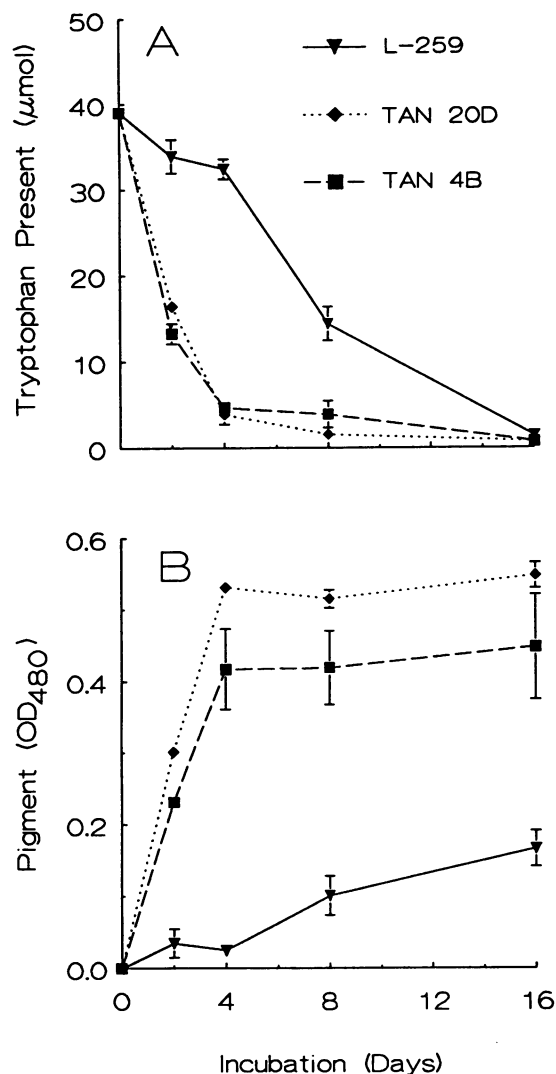 A
L-259
TAN 20D
TAN 4B
Tryptophan Present (μmol)
50
40
30
20
10
0
B
Pigment (OD480)
0.6
0.4
0.2
0.0
0 4 8 12 16
Incubation (Days)